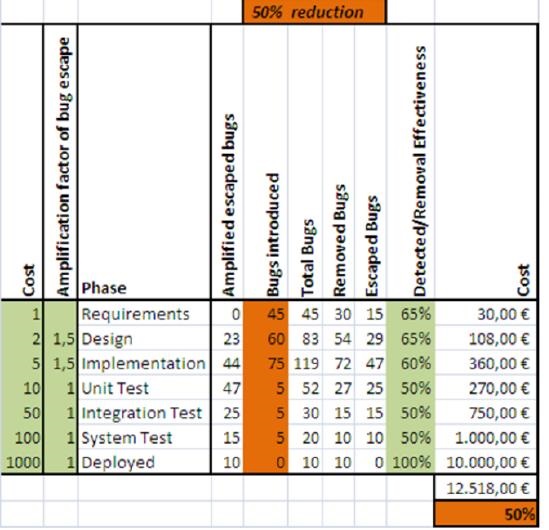 50% reduction
Cost Amplification factor of bug escape Phase Amplified escaped bugs Bugs introduced Total Bugs Removed Bugs Escaped Bugs Detected/Removal Effectiveness Cost
1 Requirements 0 45 45 30 15 65% 30,00 €
2 1,5 Design 23 60 83 54 29 65% 108,00 €
5 1,5 Implementation 44 75 119 72 47 60% 360,00 €
10 1 Unit Test 47 5 52 27 25 50% 270,00 €
50 1 Integration Test 25 5 30 15 15 50% 750,00 €
100 1 System Test 15 5 20 10 10 50% 1.000,00 €
1000 1 Deployed 10 0 10 10 0 100% 10.000,00 €
12.518,00 €
50%